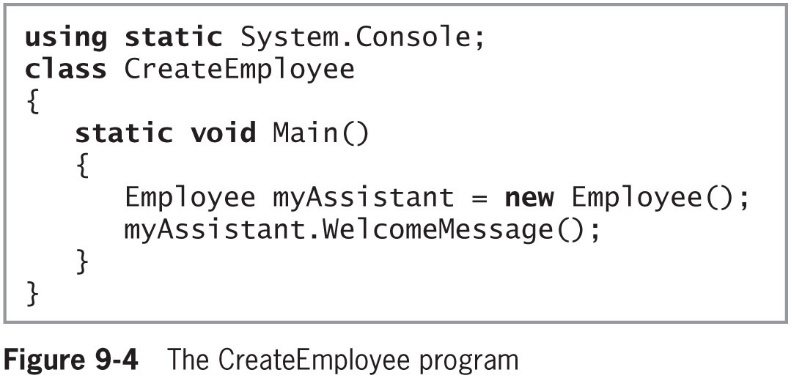 using static System.Console;
class CreateEmployee
{
   static void Main()
   {
      Employee myAssistant = new Employee();
      myAssistant.WelcomeMessage();
   }
}
Figure 9-4 The CreateEmployee program